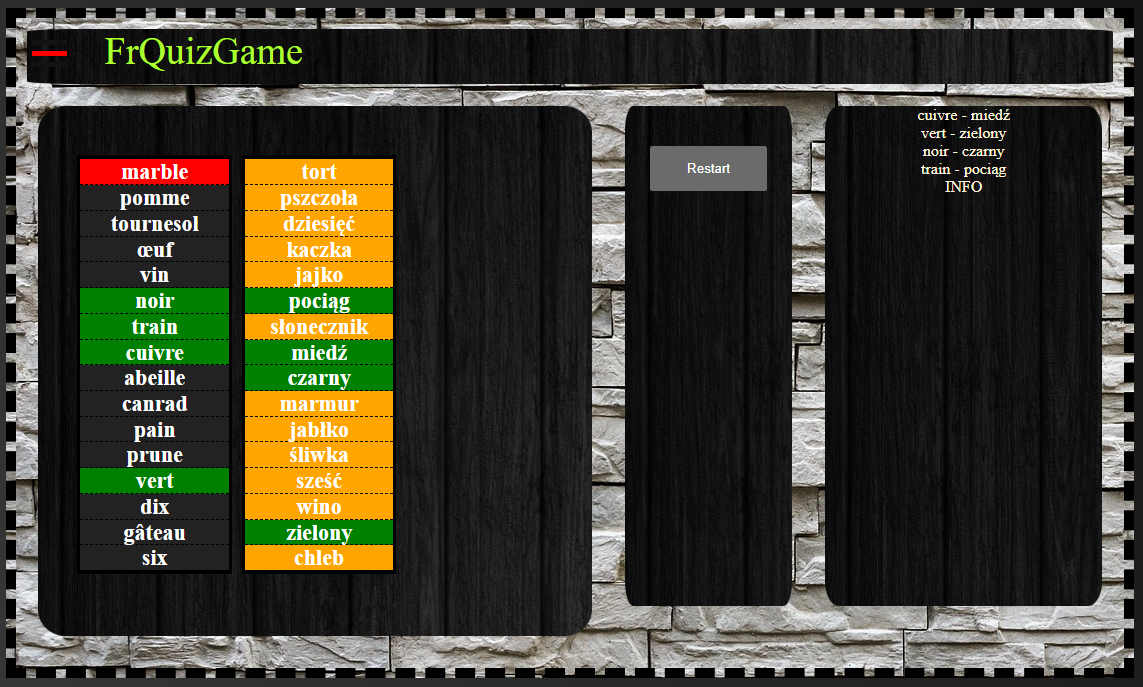 FrQuizGame
marble
pomme
tournesol
œuf
vin
noir
train
cuivre
abeille
canrad
pain
prune
vert
dix
gâteau
six
tort
pszczoła
dziesięć
kaczka
jajko
pociąg
słonecznik
miedź
czarny
marmur
jabłko
śliwka
sześć
wino
zielony
chleb
Restart
cuivre - miedź
vert - zielony
noir - czarny
train - pociąg
INFO